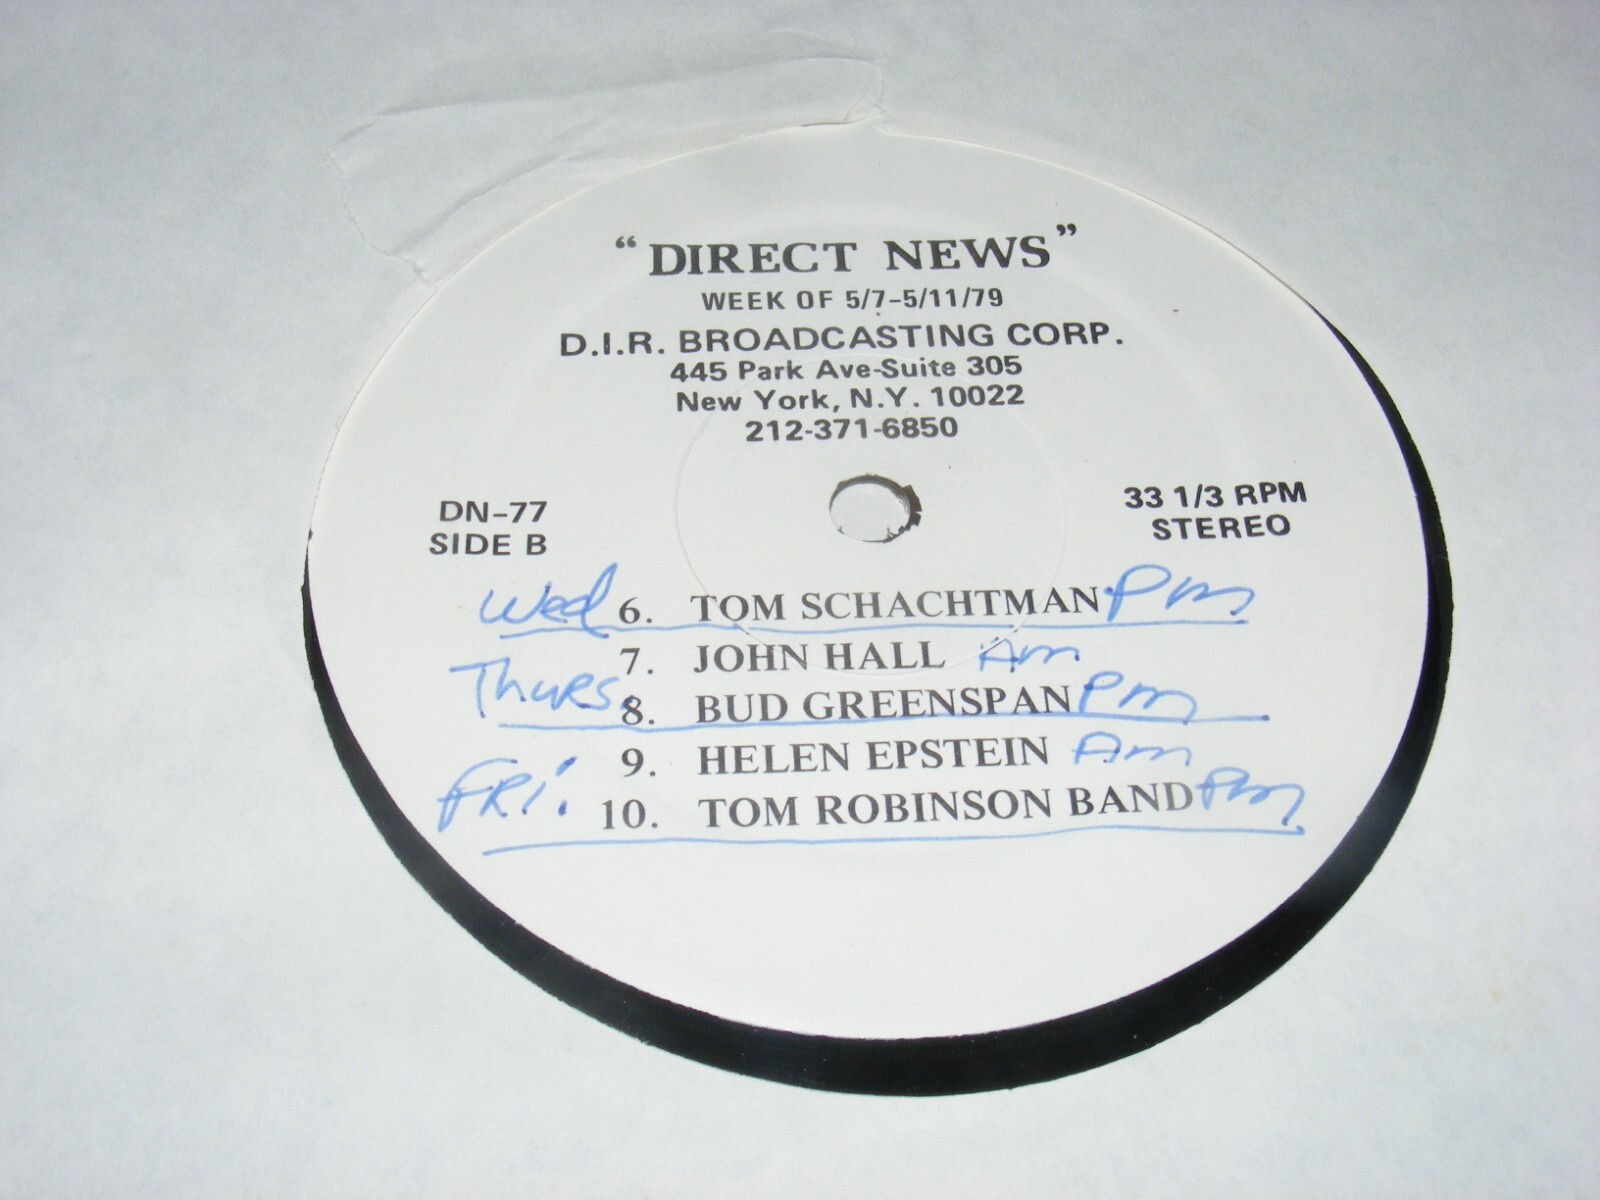 “DIRECT NEWS”
WEEK OF 5/7-5/11/79
D.I.R. BROADCASTING CORP.
445 Park Ave-Suite 305
New York, N.Y. 10022
212-371-6850
DN-77
SIDE B
33 1/3 RPM
STEREO
Wed 6. TOM SCHACHTMAN PM
7. JOHN HALL Am
Thurs. 8. BUD GREENSPAN PM
9. HELEN EPSTEIN Am
FRi. 10. TOM ROBINSON BAND PM